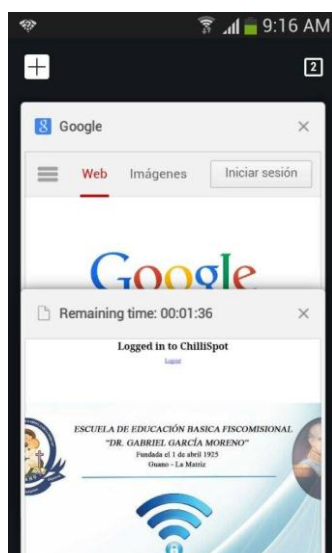 9:16 AM
2
Google
Web Imágenes Iniciar sesión
Google
Remaining time: 00:01:36
Logged in to ChilliSpot
Logout
ESCUELA DE EDUCACIÓN BASICA FISCOMISIONAL
"DR. GABRIEL GARCÍA MORENO"
Fundada el 1 de abril 1925
Guano - La Matriz